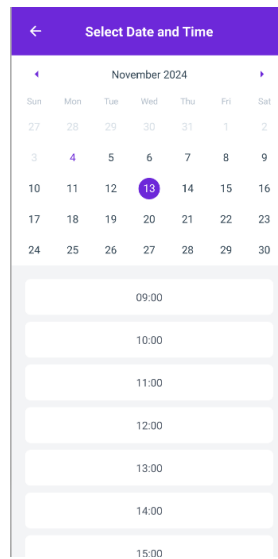 Select Date and Time
November 2024
Sun Mon Tue Wed Thu Fri Sat
27 28 29 30 31 1 2
3 4 5 6 7 8 9
10 11 12 13 14 15 16
17 18 19 20 21 22 23
24 25 26 27 28 29 30
09:00
10:00
11:00
12:00
13:00
14:00
15:00